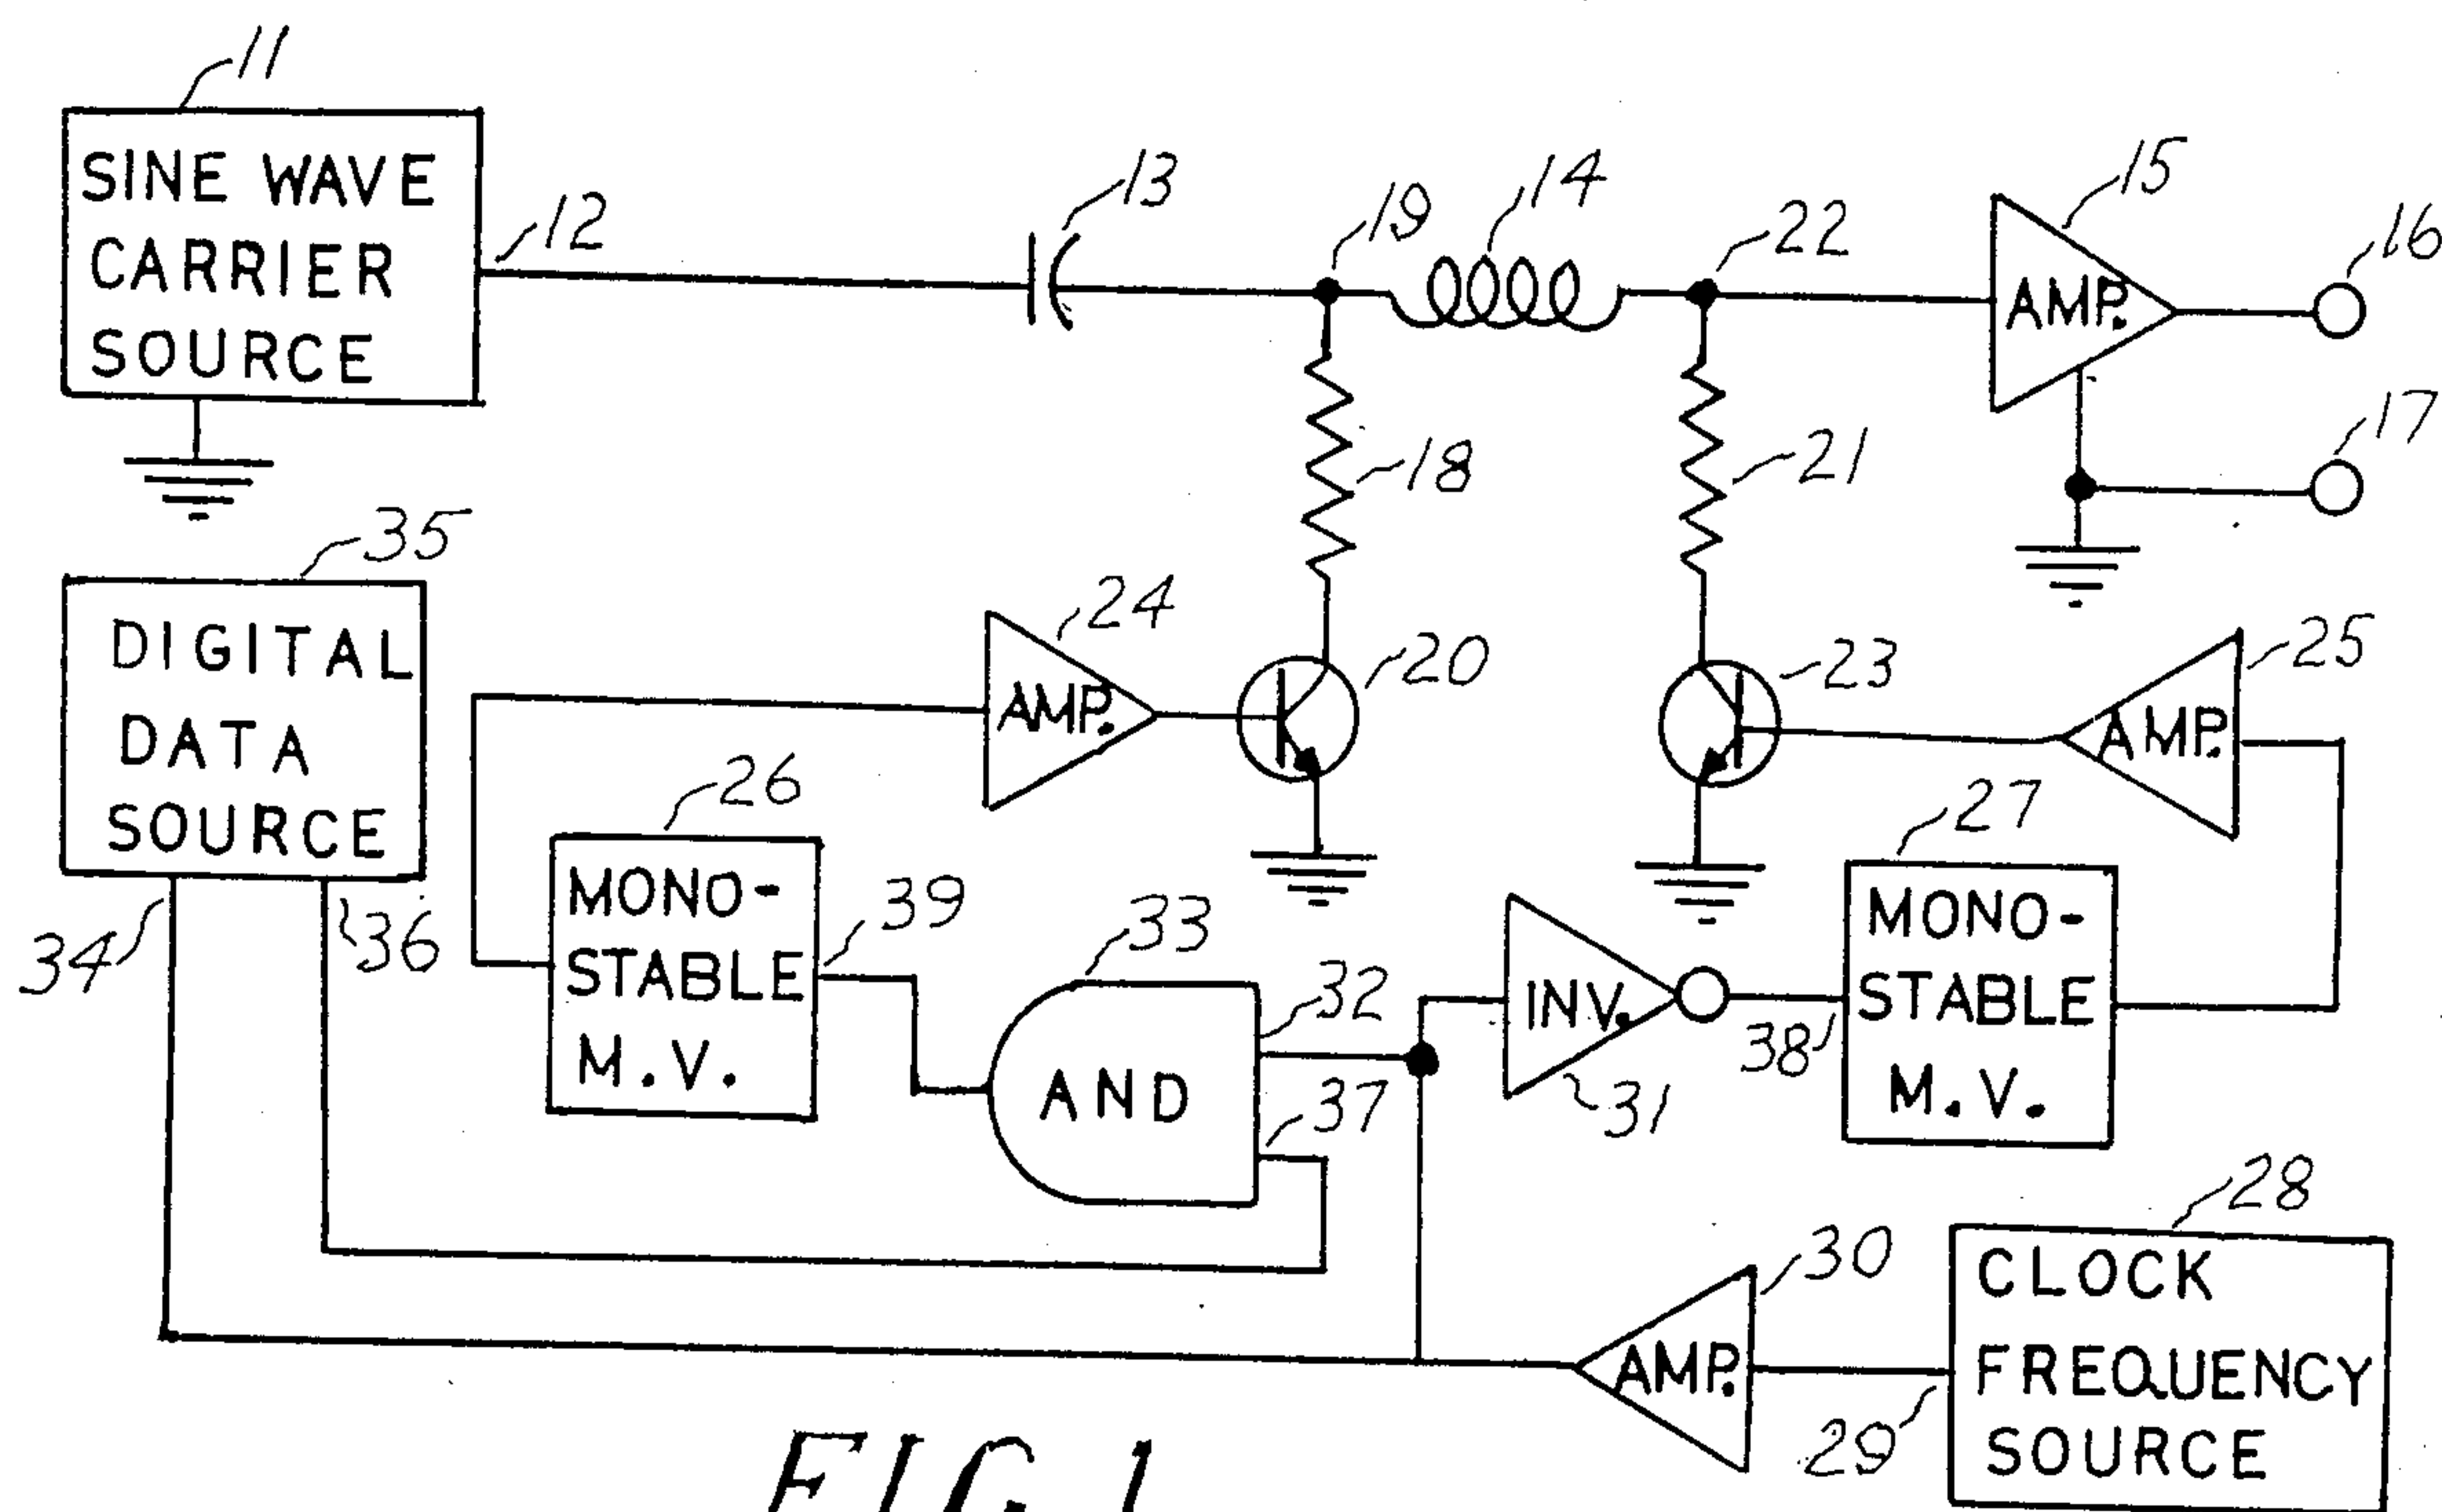 11
SINE WAVE
CARRIER
SOURCE
12
13
19
14
22
15
AMP.
16
17
18
21
35
DIGITAL
DATA
SOURCE
34
36
24
AMP.
20
23
25
AMP.
26
MONO-
STABLE
M.V.
39
33
AND
32
37
INV.
31
38
27
MONO-
STABLE
M.V.
30
AMP.
29
28
CLOCK
FREQUENCY
SOURCE
FIG. 1